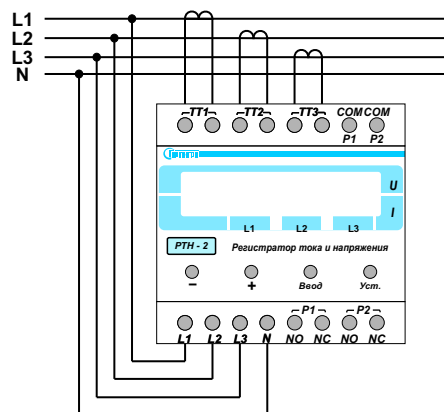 L1
L2
L3
N
TT1 TT2 TT3 COM COM
P1 P2
U
I
L1 L2 L3
РТН - 2 Регистратор тока и напряжения
− + Ввод Уст.
P1 P2
L1 L2 L3 N NO NC NO NC